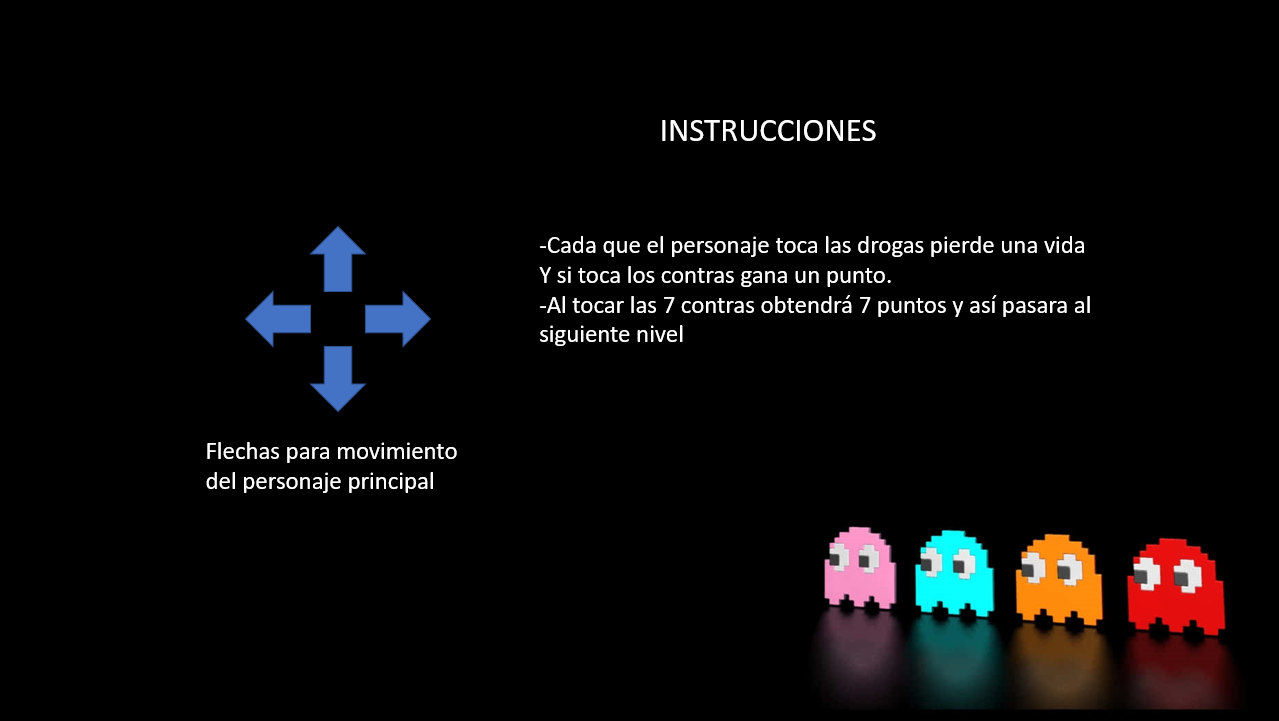 INSTRUCCIONES
-Cada que el personaje toca las drogas pierde una vida
Y si toca los contras gana un punto.
-Al tocar las 7 contras obtendrá 7 puntos y así pasara al
siguiente nivel
Flechas para movimiento
del personaje principal